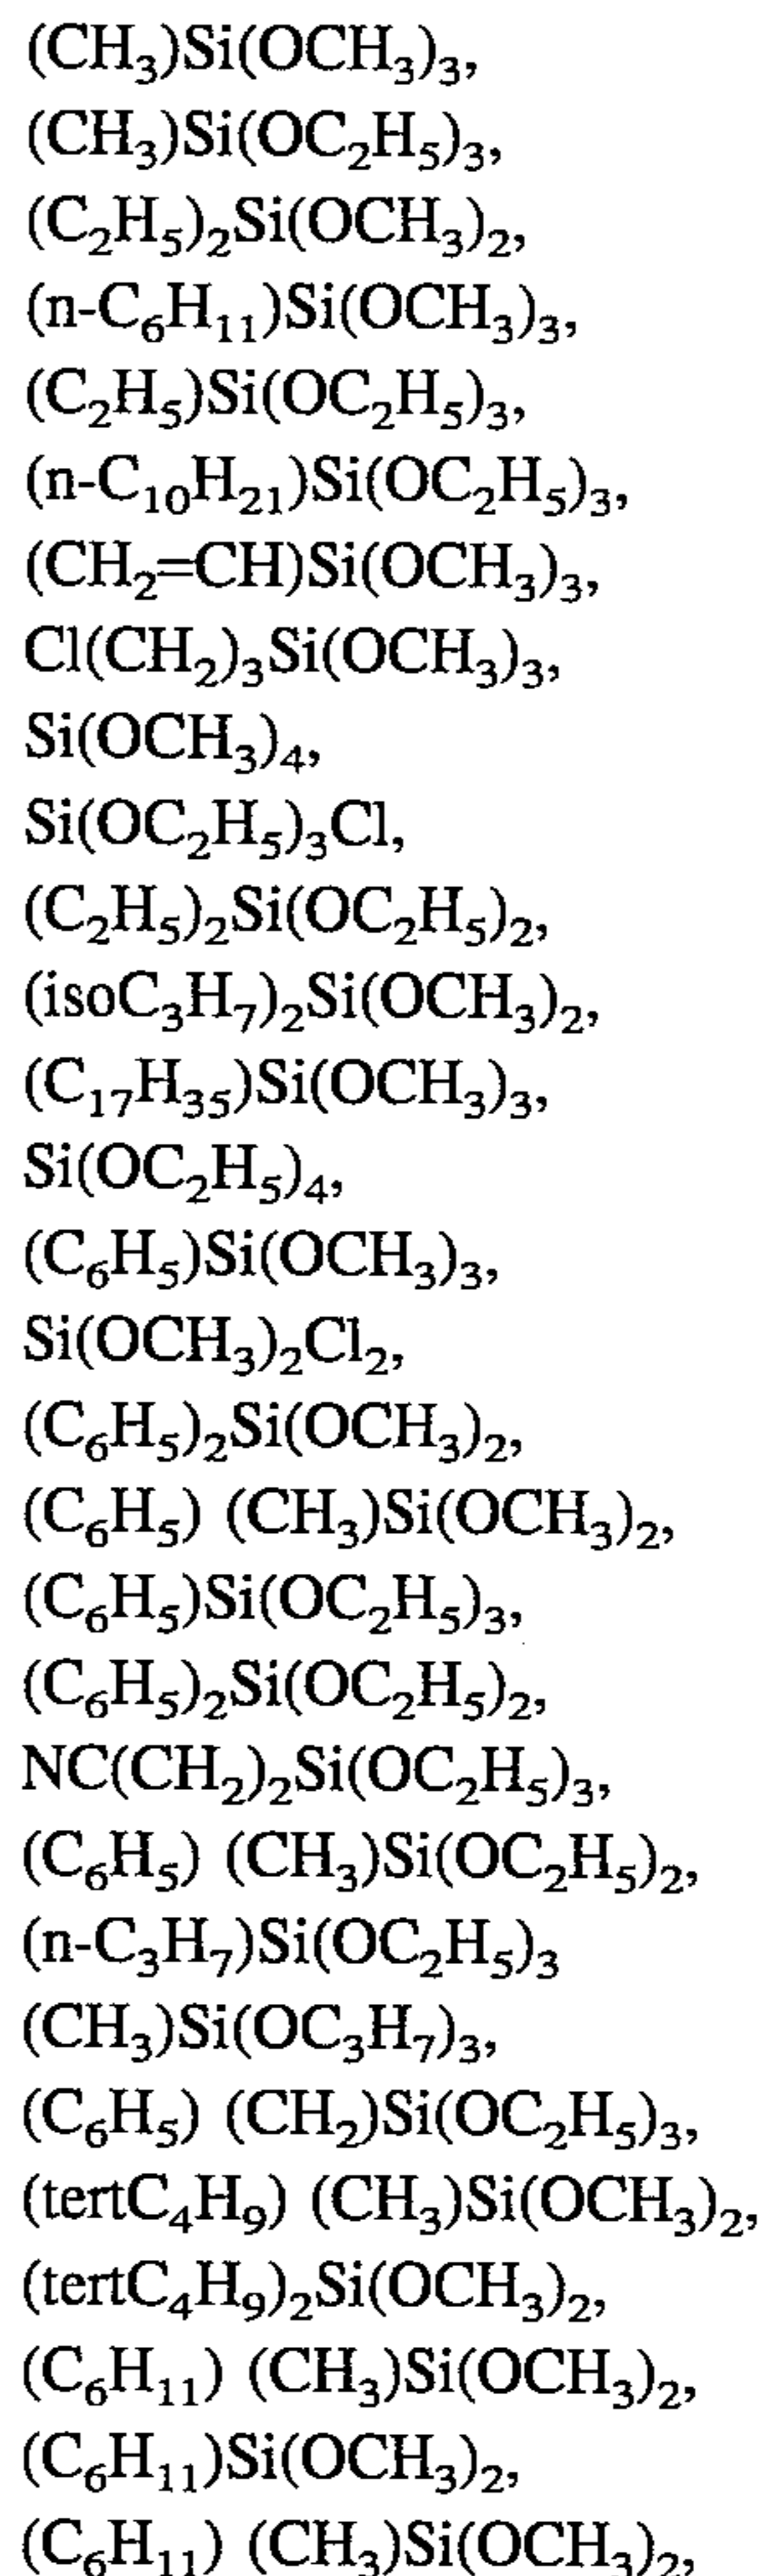 (CH₃)Si(OCH₃)₃,
(CH₃)Si(OC₂H₅)₃,
(C₂H₅)₂Si(OCH₃)₂,
(n-C₆H₁₁)Si(OCH₃)₃,
(C₂H₅)Si(OC₂H₅)₃,
(n-C₁₀H₂₁)Si(OC₂H₅)₃,
(CH₂=CH)Si(OCH₃)₃,
Cl(CH₂)₃Si(OCH₃)₃,
Si(OCH₃)₄,
Si(OC₂H₅)₃Cl,
(C₂H₅)₂Si(OC₂H₅)₂,
(isoC₃H₇)₂Si(OCH₃)₂,
(C₁₇H₃₅)Si(OCH₃)₃,
Si(OC₂H₅)₄,
(C₆H₅)Si(OCH₃)₃,
Si(OCH₃)₂Cl₂,
(C₆H₅)₂Si(OCH₃)₂,
(C₆H₅) (CH₃)Si(OCH₃)₂,
(C₆H₅)Si(OC₂H₅)₃,
(C₆H₅)₂Si(OC₂H₅)₂,
NC(CH₂)₂Si(OC₂H₅)₃,
(C₆H₅) (CH₃)Si(OC₂H₅)₂,
(n-C₃H₇)Si(OC₂H₅)₃
(CH₃)Si(OC₃H₇)₃,
(C₆H₅) (CH₂)Si(OC₂H₅)₃,
(tertC₄H₉) (CH₃)Si(OCH₃)₂,
(tertC₄H₉)₂Si(OCH₃)₂,
(C₆H₁₁) (CH₃)Si(OCH₃)₂,
(C₆H₁₁)Si(OCH₃)₂,
(C₆H₁₁) (CH₃)Si(OCH₃)₂,